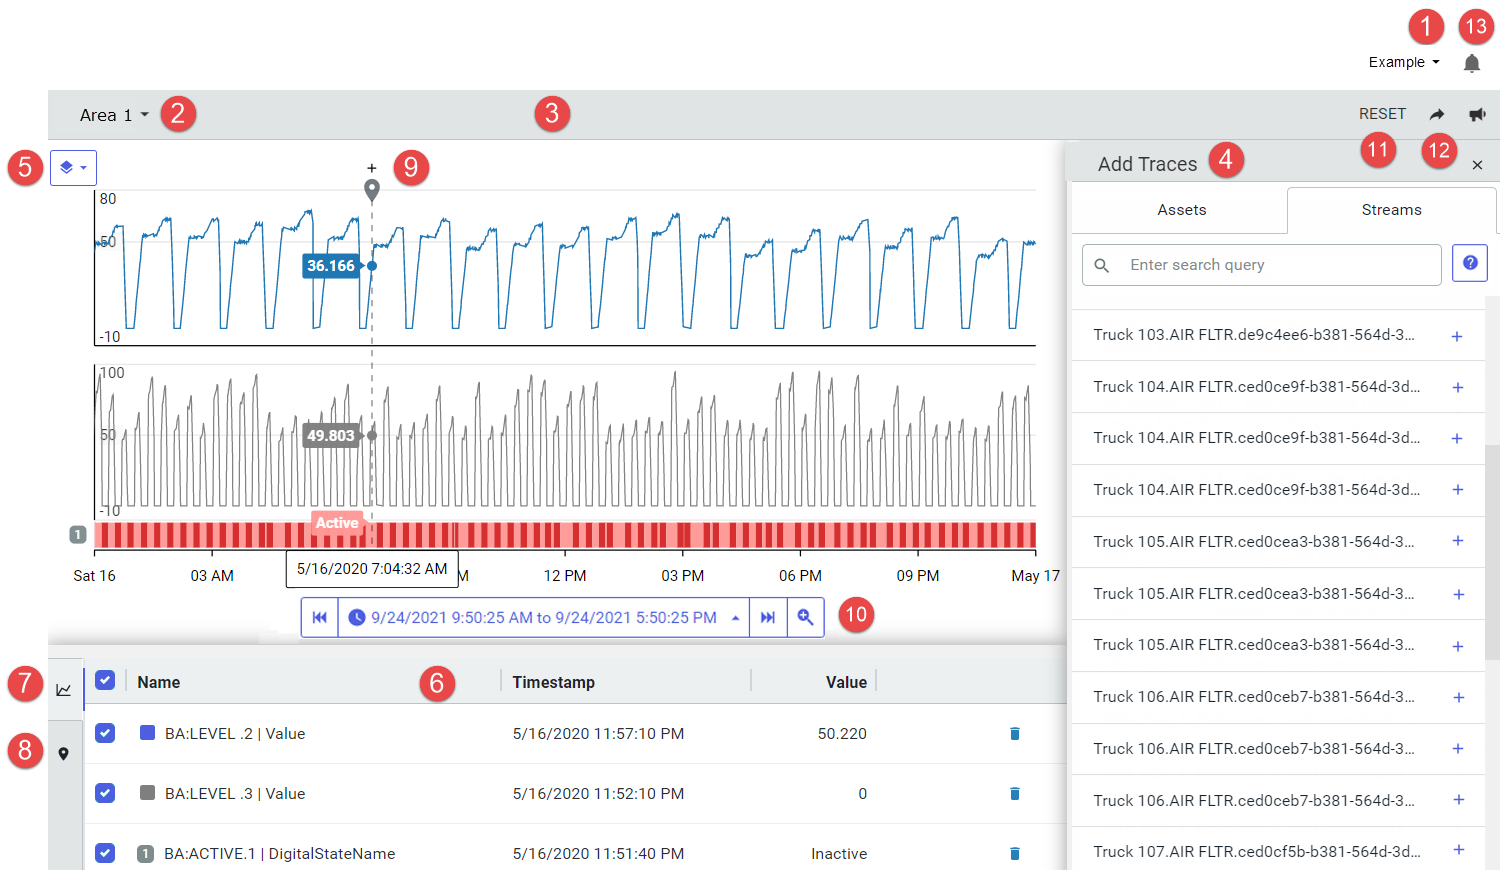 1
13
Example
Area 1
2
3
RESET
11
12
5
9
Add Traces
4
Assets
Streams
Enter search query
80
50
-10
36.166
100
50
-10
49.803
Active
1
5/16/2020 7:04:32 AM
Sat 16
03 AM
M
12 PM
03 PM
06 PM
09 PM
May 17
9/24/2021 9:50:25 AM to 9/24/2021 5:50:25 PM
10
7
8
Name
6
Timestamp
Value
BA:LEVEL .2 | Value
5/16/2020 11:57:10 PM
50.220
BA:LEVEL .3 | Value
5/16/2020 11:52:10 PM
0
1
BA:ACTIVE.1 | DigitalStateName
5/16/2020 11:51:40 PM
Inactive
Truck 103.AIR FLTR.de9c4ee6-b381-564d-3...
Truck 104.AIR FLTR.ced0ce9f-b381-564d-3d...
Truck 104.AIR FLTR.ced0ce9f-b381-564d-3d...
Truck 104.AIR FLTR.ced0ce9f-b381-564d-3d...
Truck 105.AIR FLTR.ced0cea3-b381-564d-3...
Truck 105.AIR FLTR.ced0cea3-b381-564d-3...
Truck 105.AIR FLTR.ced0cea3-b381-564d-3...
Truck 106.AIR FLTR.ced0ceb7-b381-564d-3...
Truck 106.AIR FLTR.ced0ceb7-b381-564d-3...
Truck 106.AIR FLTR.ced0ceb7-b381-564d-3...
Truck 107.AIR FLTR.ced0cf5b-b381-564d-3d...